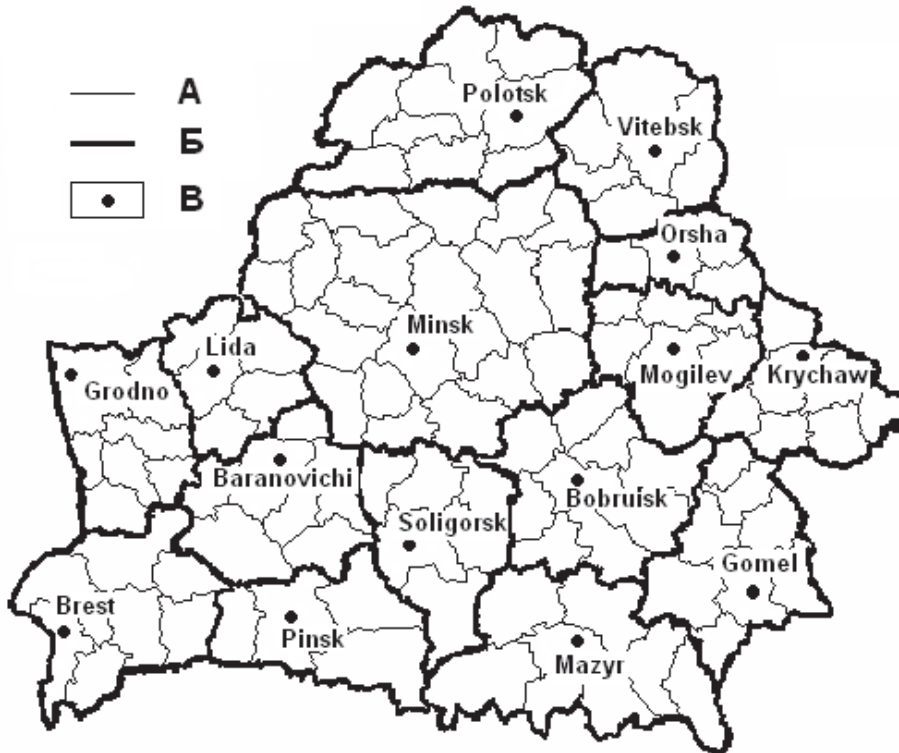 А
Б
В
Polotsk
Vitebsk
Orsha
Minsk
Lida
Grodno
Mogilev
Krychaw
Baranovichi
Bobruisk
Soligorsk
Gomel
Brest
Pinsk
Mazyr